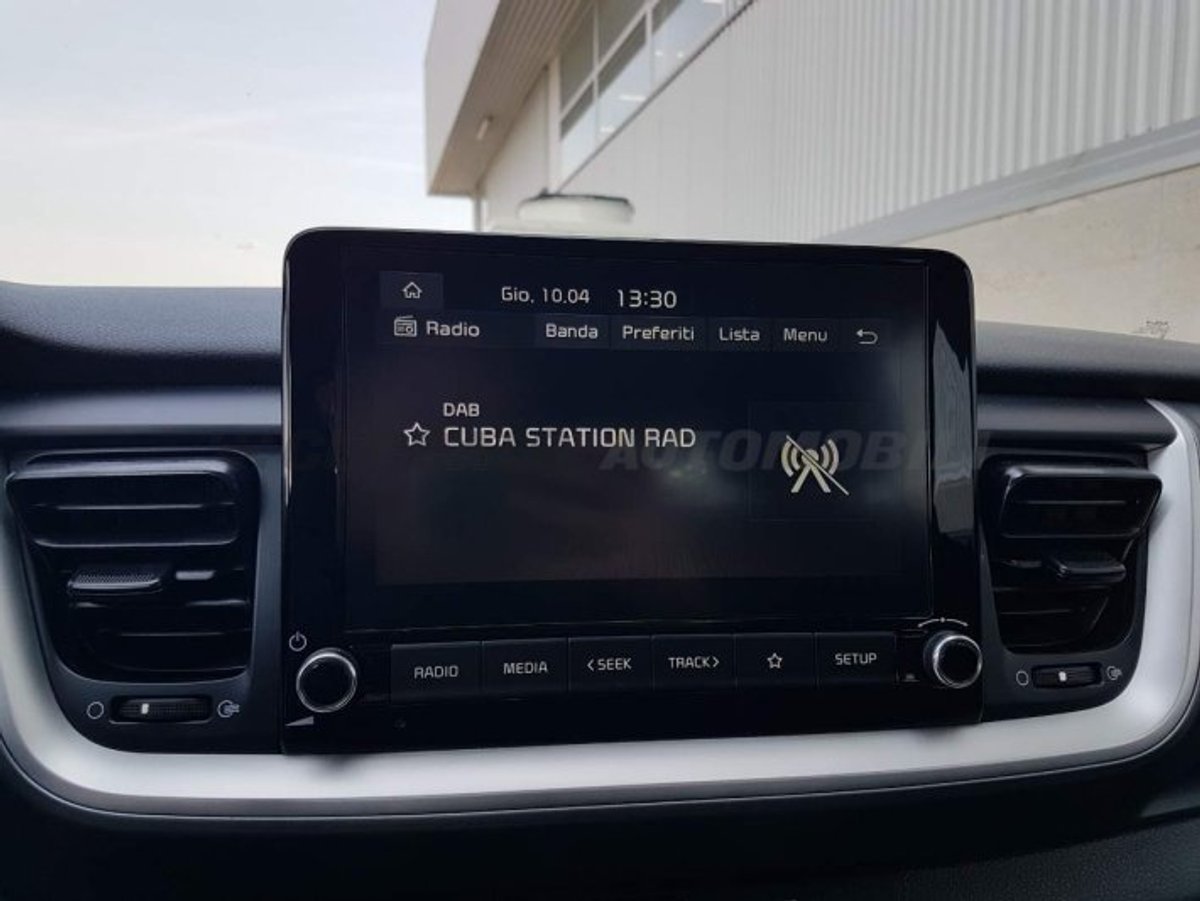 Gio. 10.04 13:30
Radio Banda Preferiti Lista Menu
DAB
CUBA STATION RAD
AUTOMOBILI
RADIO MEDIA <SEEK TRACK> SETUP